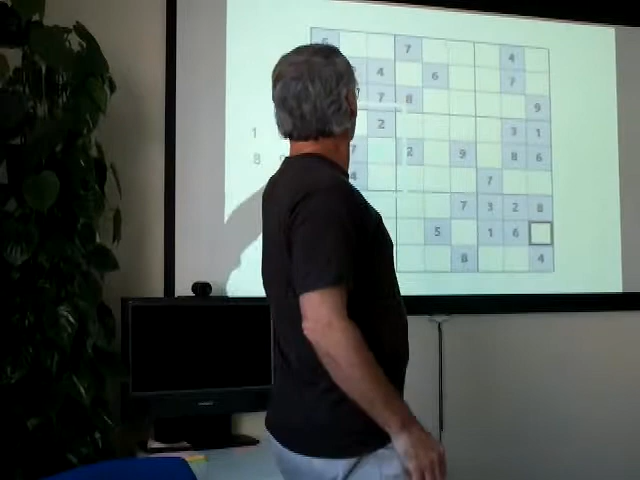 6 7 4
4 6 7
7 8 9
1 2 3 1
8 7 2 9 8 6
4 7
7 3 2 8
5 1 6
8 4